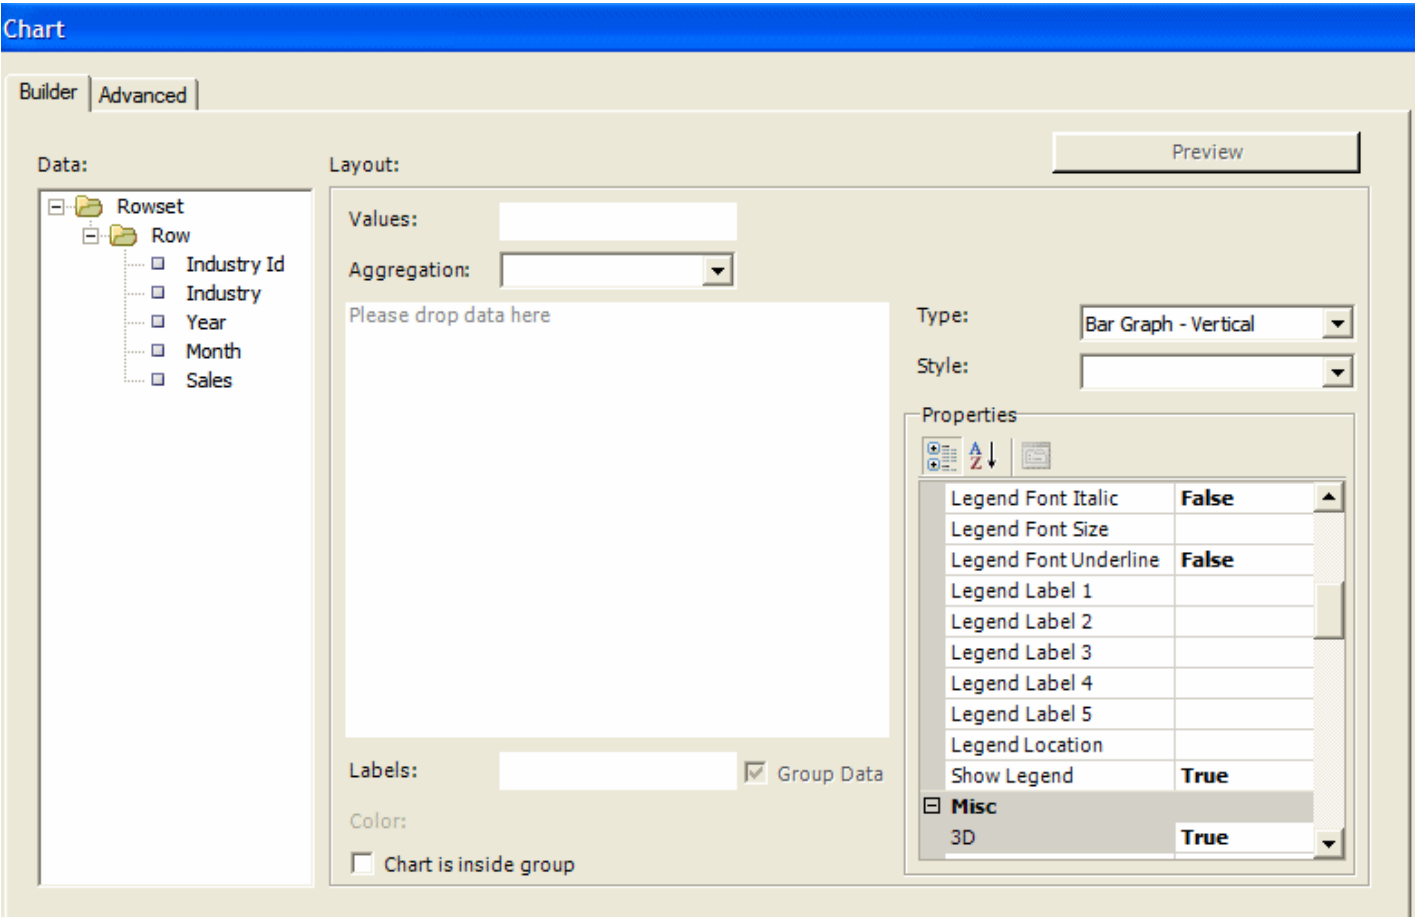 Chart
Builder
Advanced
Preview
Data:
Layout:
Rowset
Row
Industry Id
Industry
Year
Month
Sales
Values:
Aggregation:
Please drop data here
Labels:
Group Data
Color:
Chart is inside group
Type:
Bar Graph - Vertical
Style:
Properties
A
Z
Legend Font Italic False
Legend Font Size
Legend Font Underline False
Legend Label 1
Legend Label 2
Legend Label 3
Legend Label 4
Legend Label 5
Legend Location
Show Legend True
Misc
3D True